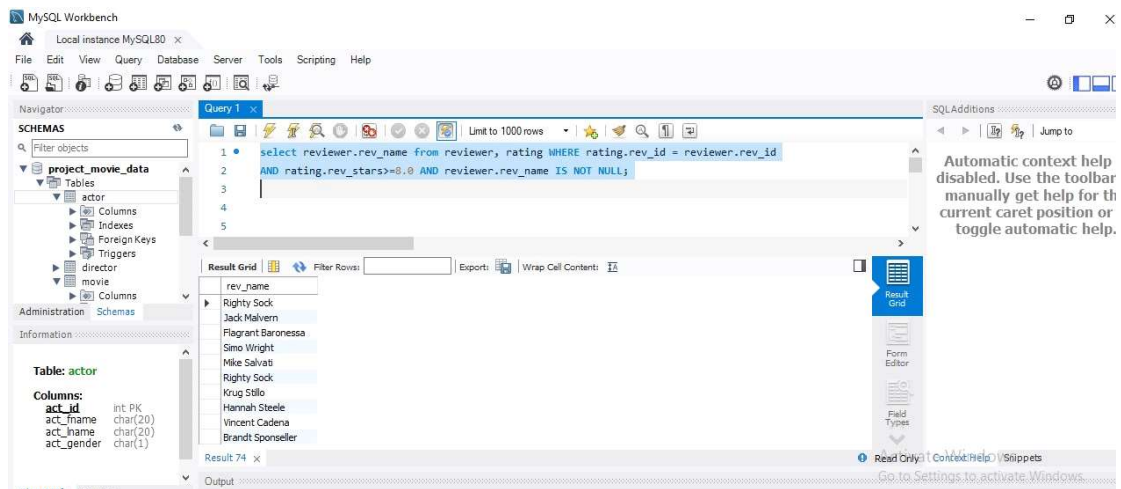 MySQL Workbench
Local instance MySQL80
File Edit View Query Database Server Tools Scripting Help
Navigator
SCHEMAS
Filter objects
project_movie_data
Tables
actor
Columns
Indexes
Foreign Keys
Triggers
director
movie
Columns
Administration Schemas
Information
Table: actor
Columns:
act_id int PK
act_fname char(20)
act_lname char(20)
act_gender char(1)
Query 1
Limit to 1000 rows
1 select reviewer.rev_name from reviewer, rating WHERE rating.rev_id = reviewer.rev_id
2 AND rating.rev_stars>=8.0 AND reviewer.rev_name IS NOT NULL;
3
4
5
Result Grid Filter Rows: Export: Wrap Cell Content:
rev_name
Righty Sock
Jack Malvern
Flagrant Baronessa
Simo Wright
Mike Salvati
Righty Sock
Krug Stillo
Hannah Steele
Vincent Cadena
Brandt Sponseller
Result Grid
Form Editor
Field Types
Result 74
Read Only
Output
SQLAdditions
Jump to
Automatic context help
disabled. Use the toolbar
manually get help for th
current caret position or
toggle automatic help.
Context Help Snippets
Activate Windows
Go to Settings to activate Windows.